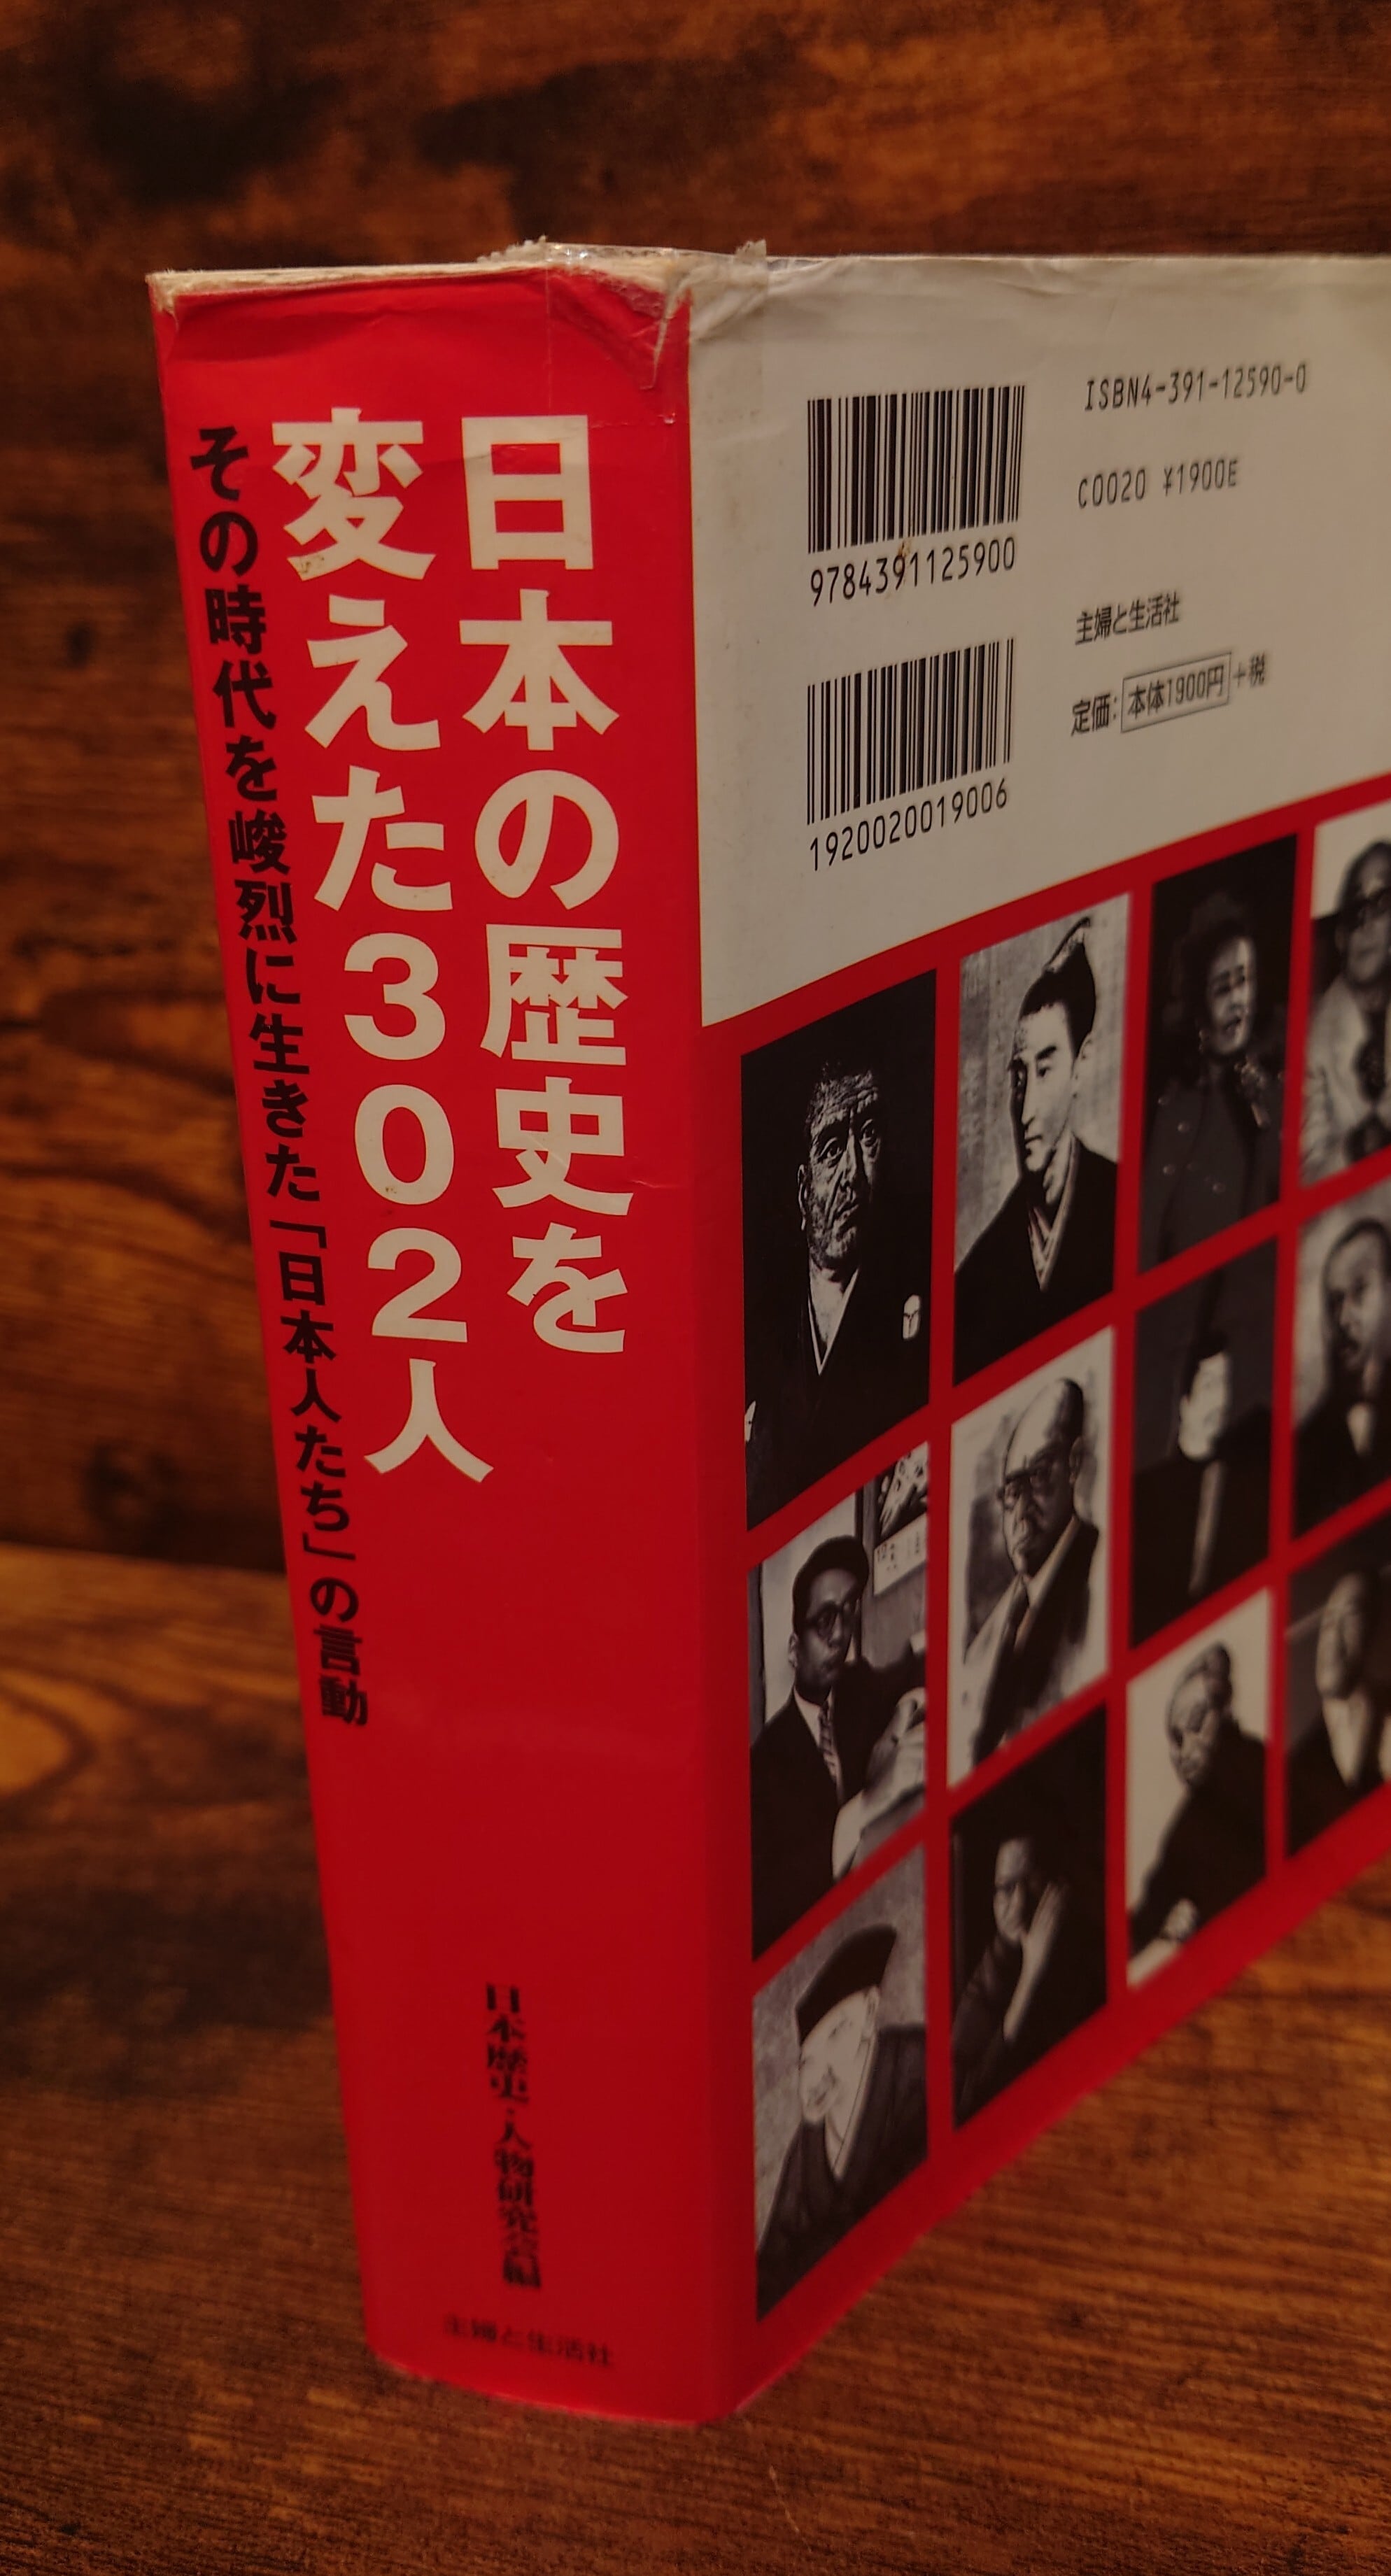 日本の歴史を
変えた302人
その時代を峻烈に生きた「日本人たち」の言動
日本歴史・人物研究会編
主婦と生活社
ISBN4-391-12590-0
C0020 ¥1900E
9784391125900
主婦と生活社
定価：本体1900円＋税
1920020019006